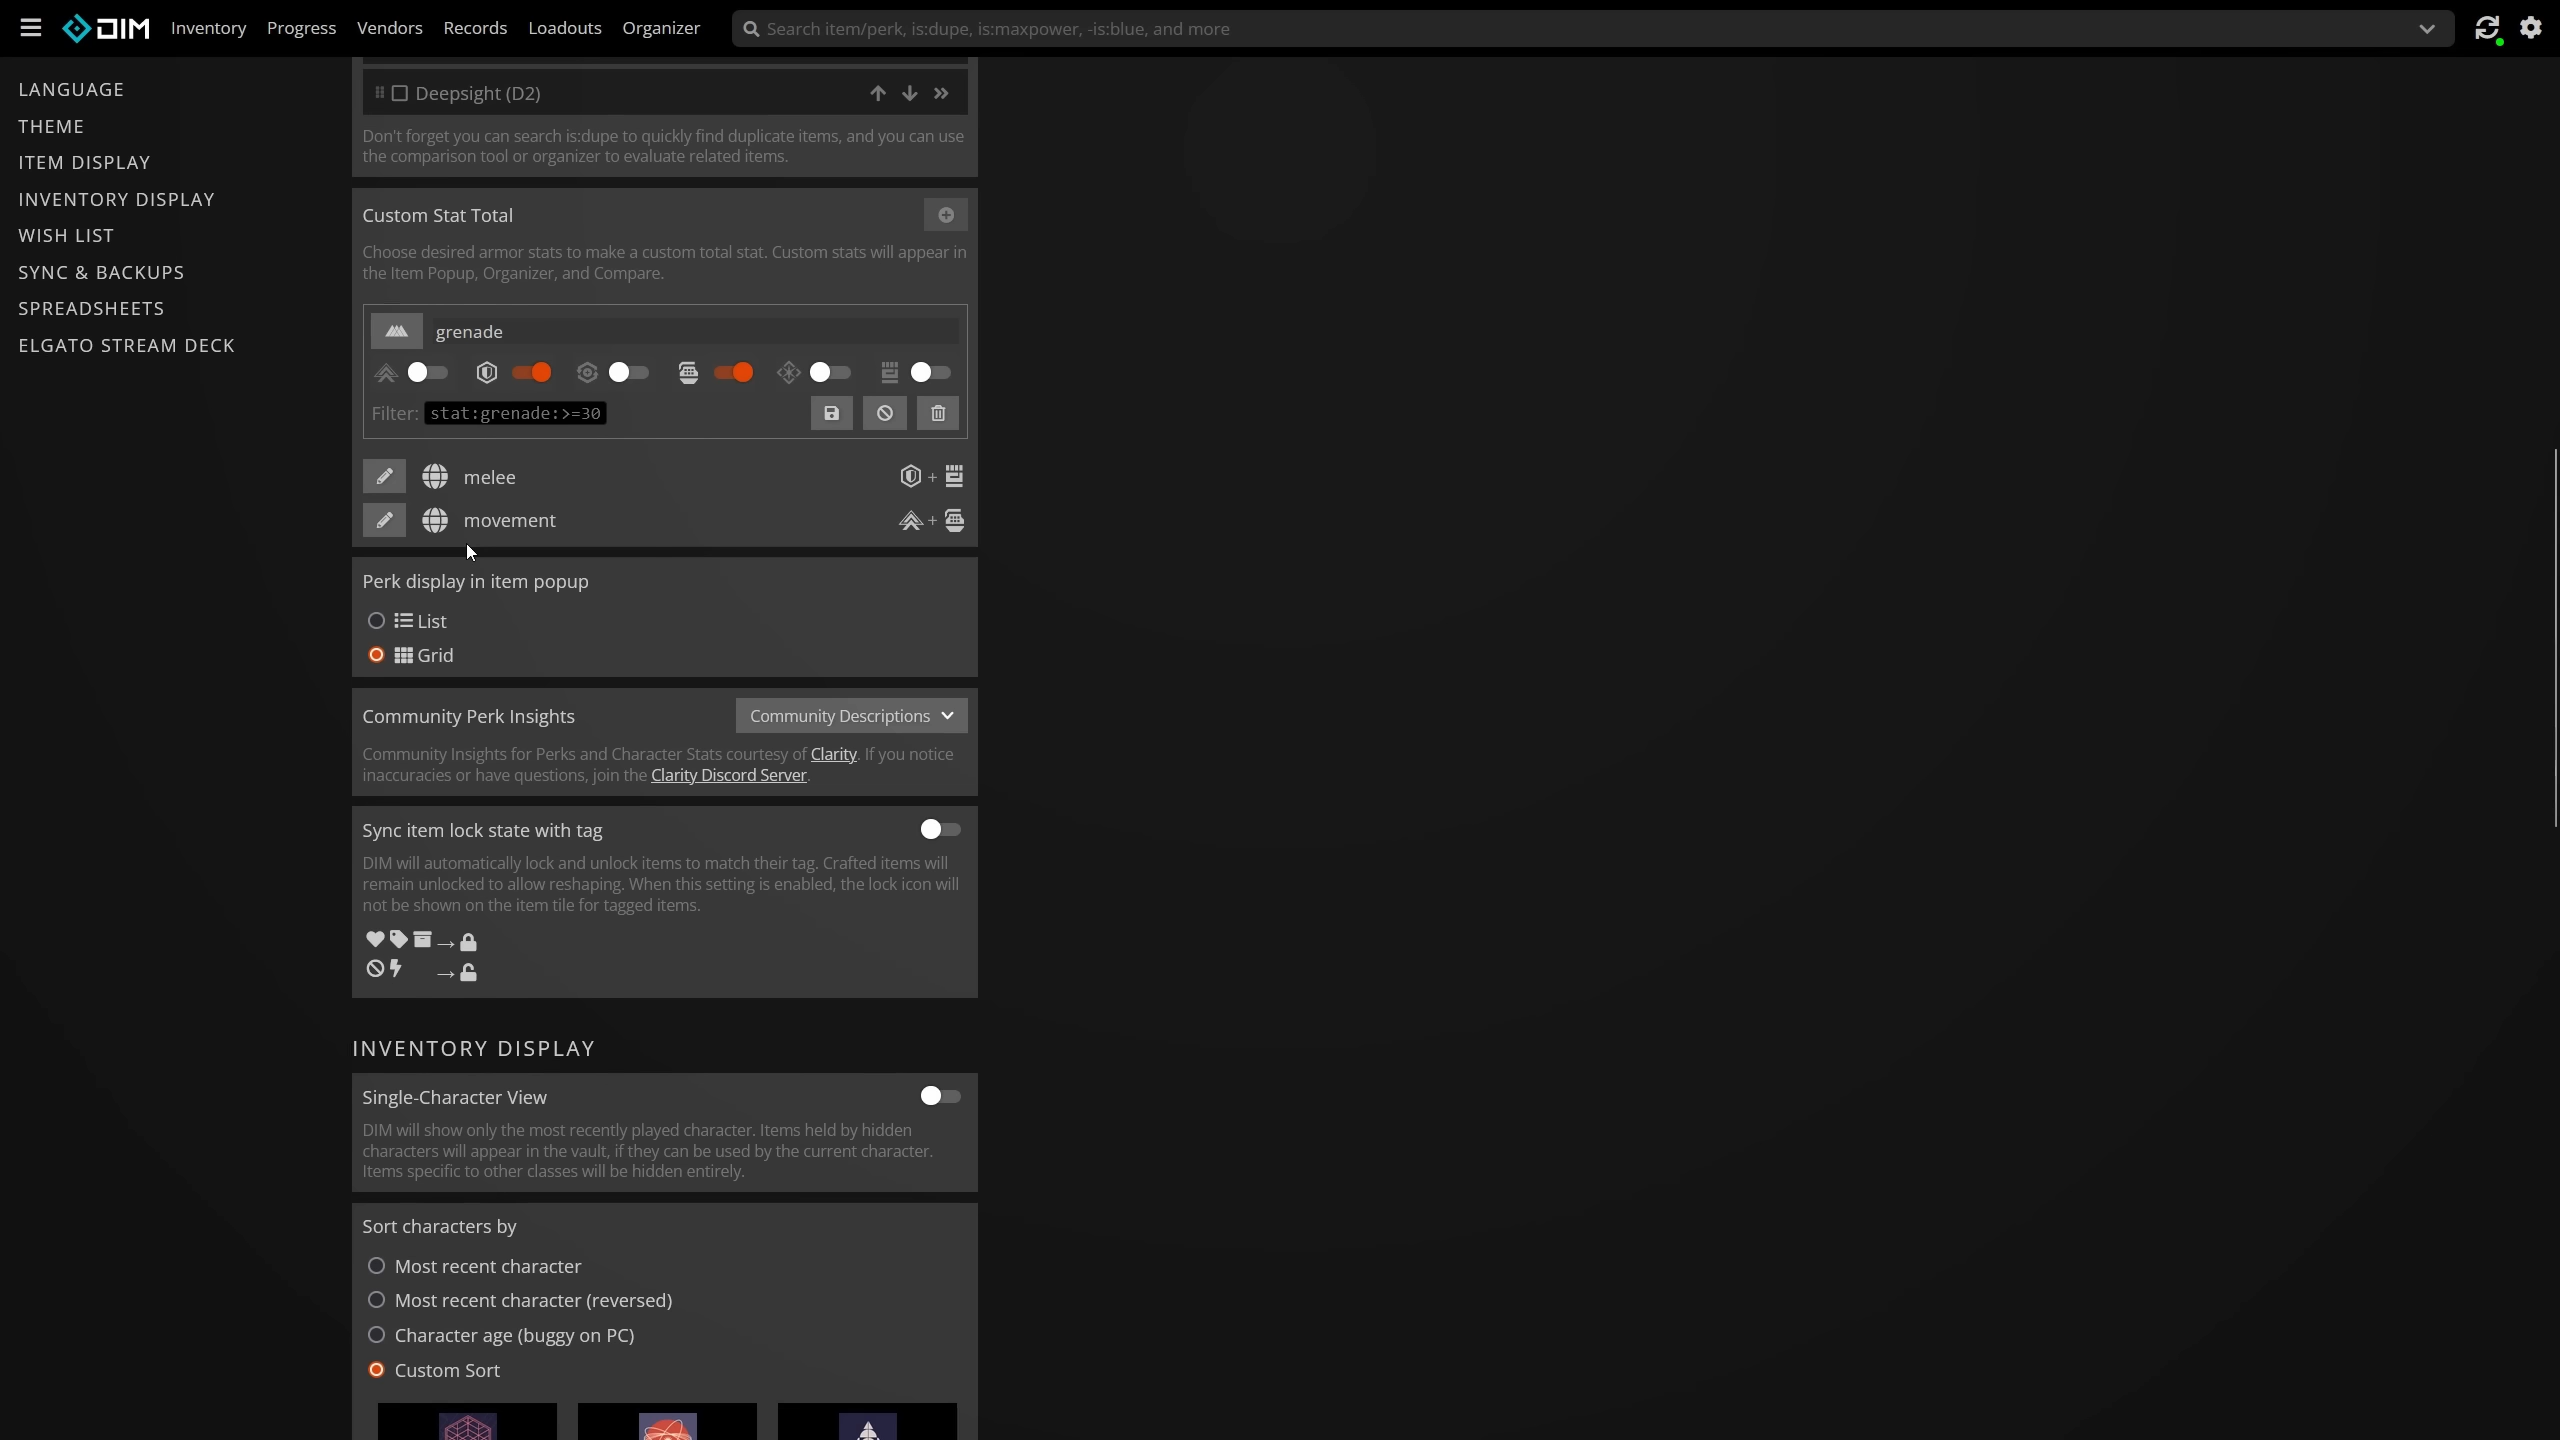 DIM Inventory Progress Vendors Records Loadouts Organizer Search item/perk, is:dupe, is:maxpower, -is:blue, and more
LANGUAGE
THEME
ITEM DISPLAY
INVENTORY DISPLAY
WISH LIST
SYNC & BACKUPS
SPREADSHEETS
ELGATO STREAM DECK
Deepsight (D2)
Don't forget you can search is:dupe to quickly find duplicate items, and you can use
the comparison tool or organizer to evaluate related items.
Custom Stat Total
Choose desired armor stats to make a custom total stat. Custom stats will appear in
the Item Popup, Organizer, and Compare.
grenade
Filter: stat:grenade:>=30
melee +
movement +
Perk display in item popup
List
Grid
Community Perk Insights Community Descriptions
Community Insights for Perks and Character Stats courtesy of Clarity. If you notice
inaccuracies or have questions, join the Clarity Discord Server.
Sync item lock state with tag
DIM will automatically lock and unlock items to match their tag. Crafted items will
remain unlocked to allow reshaping. When this setting is enabled, the lock icon will
not be shown on the item tile for tagged items.
→
→
INVENTORY DISPLAY
Single-Character View
DIM will show only the most recently played character. Items held by hidden
characters will appear in the vault, if they can be used by the current character.
Items specific to other classes will be hidden entirely.
Sort characters by
Most recent character
Most recent character (reversed)
Character age (buggy on PC)
Custom Sort